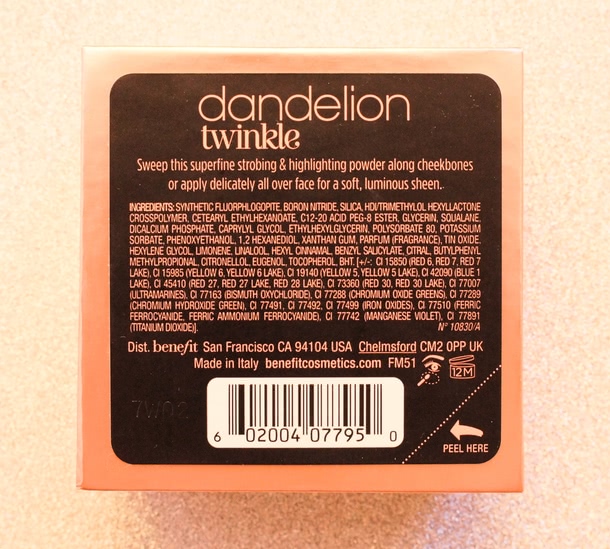 dandelion
twinkle
Sweep this superfine strobing & highlighting powder along cheekbones
or apply delicately all over face for a soft, luminous sheen.
INGREDIENTS: SYNTHETIC FLUORPHLOGOPITE, BORON NITRIDE, SILICA, HDI/TRIMETHYLOL HEXYLLACTONE
CROSSPOLYMER, CETEARYL ETHYLHEXANOATE, C12-20 ACID PEG-8 ESTER, GLYCERIN, SQUALANE,
DICALCIUM PHOSPHATE, CAPRYLYL GLYCOL, ETHYLHEXYLGLYCERIN, POLYSORBATE 80, POTASSIUM
SORBATE, PHENOXYETHANOL, 1,2 HEXANEDIOL, XANTHAN GUM, PARFUM (FRAGRANCE), TIN OXIDE,
HEXYLENE GLYCOL, LIMONENE, LINALOOL, HEXYL CINNAMAL, BENZYL SALICYLATE, CITRAL, BUTYLPHENYL
METHYLPROPIONAL, CITRONELLOL, EUGENOL, TOCOPHEROL, BHT. [+/-: CI 15850 (RED 6, RED 7, RED 7
LAKE), CI 15985 (YELLOW 6, YELLOW 6 LAKE), CI 19140 (YELLOW 5, YELLOW 5 LAKE), CI 42090 (BLUE 1
LAKE), CI 45410 (RED 27, RED 27 LAKE, RED 28 LAKE), CI 73360 (RED 30, RED 30 LAKE), CI 77007
(ULTRAMARINES), CI 77163 (BISMUTH OXYCHLORIDE), CI 77288 (CHROMIUM OXIDE GREENS), CI 77289
(CHROMIUM HYDROXIDE GREEN), CI 77491, CI 77492, CI 77499 (IRON OXIDES), CI 77510 (FERRIC
FERROCYANIDE, FERRIC AMMONIUM FERROCYANIDE), CI 77742 (MANGANESE VIOLET), CI 77891
(TITANIUM DIOXIDE)].
N° 10830/A
Dist. benefit San Francisco CA 94104 USA Chelmsford CM2 0PP UK
Made in Italy benefitcosmetics.com FM51
12M
7W02
6 02004 07795 0
PEEL HERE